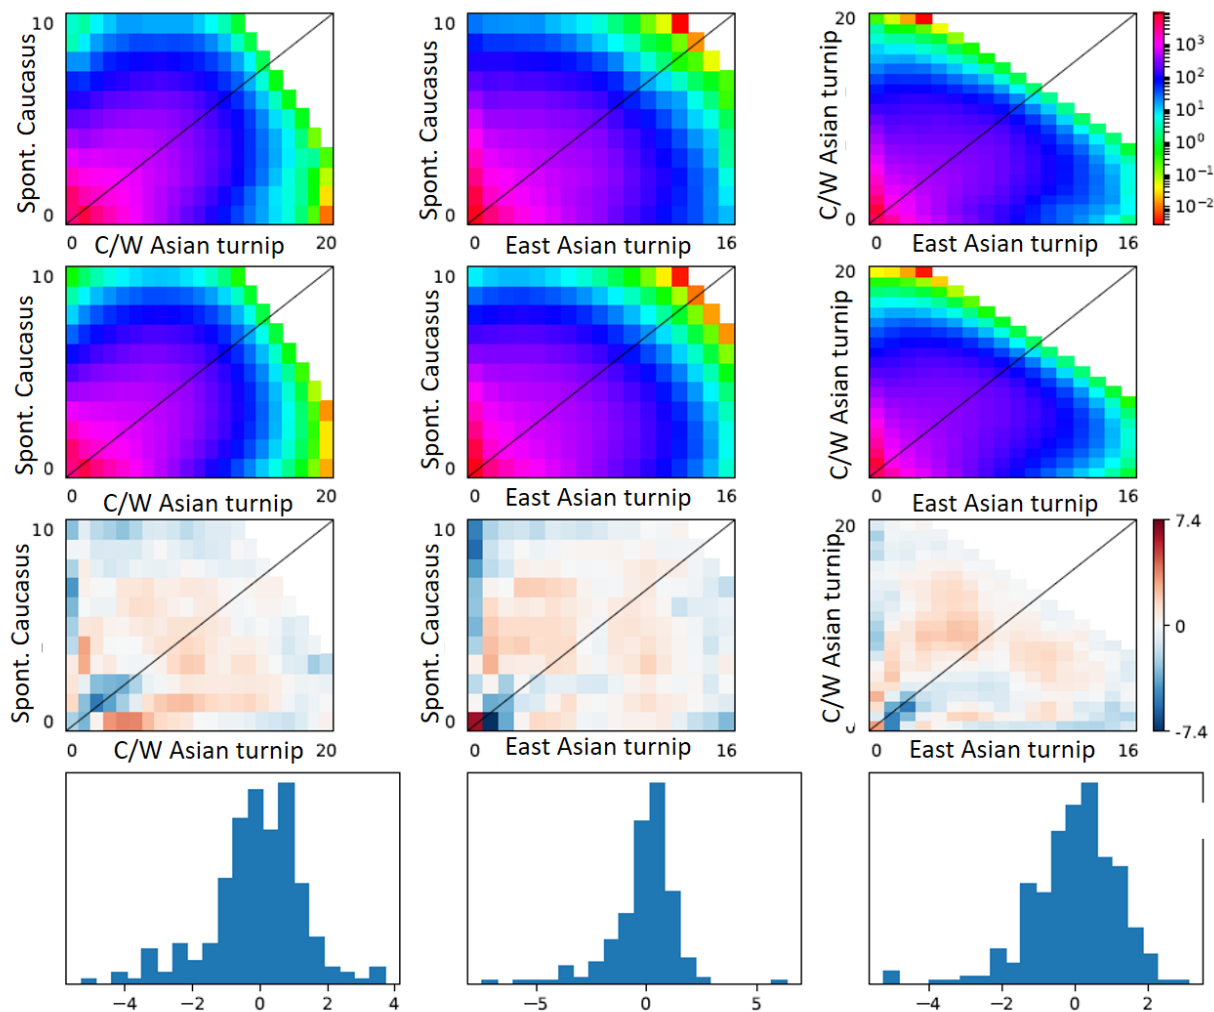 10
Spont. Caucasus
0
0 C/W Asian turnip 20
10
Spont. Caucasus
0
0 East Asian turnip 16
20
C/W Asian turnip
0
0 East Asian turnip 16
10³
10²
10¹
10⁰
10⁻¹
10⁻²
10
Spont. Caucasus
0
0 C/W Asian turnip 20
10
Spont. Caucasus
0
0 East Asian turnip 16
20
C/W Asian turnip
0
0 East Asian turnip 16
10
Spont. Caucasus
0
0 C/W Asian turnip 20
10
Spont. Caucasus
0
0 East Asian turnip 16
20
C/W Asian turnip
0 East Asian turnip 16
7.4
0
-7.4
−4 −2 0 2 4
−5 0 5
−4 −2 0 2